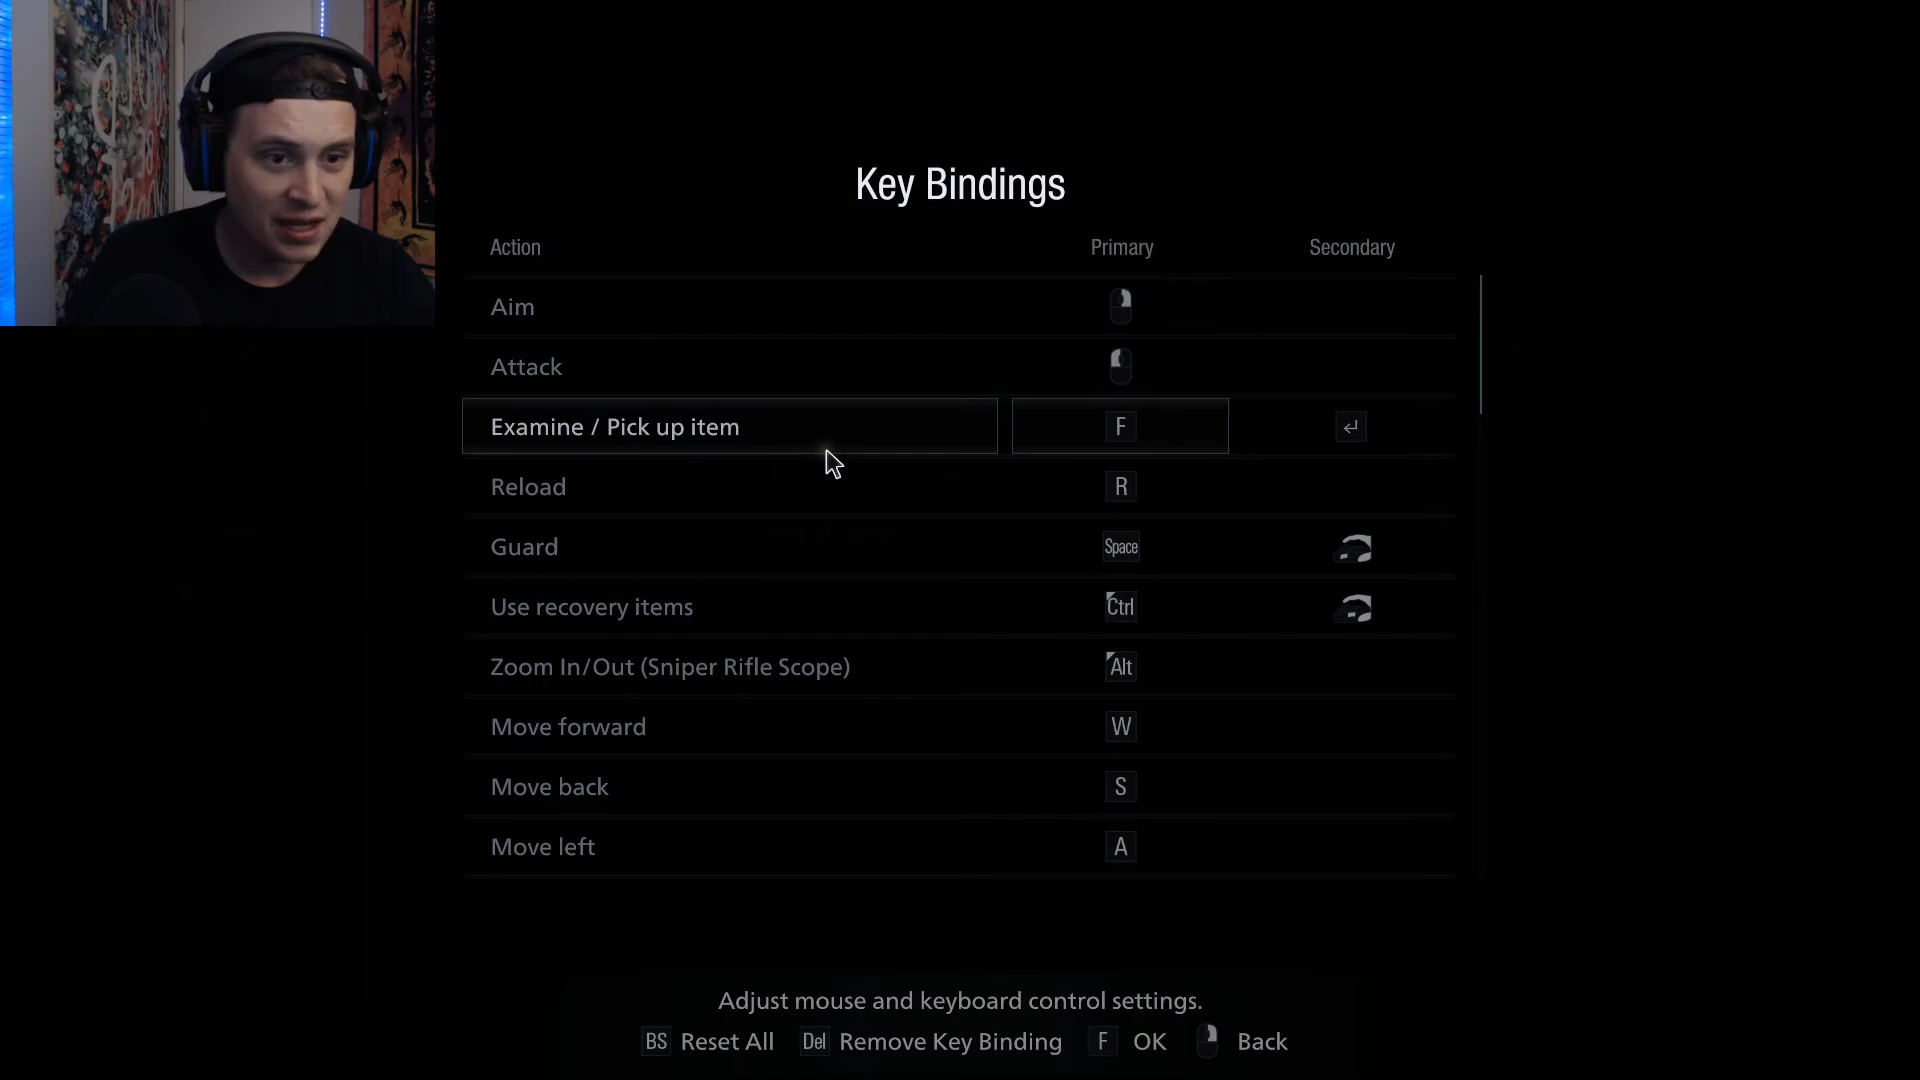 Key Bindings
Action Primary Secondary
Aim
Attack
Examine / Pick up item F ↵
Reload R
Guard Space
Use recovery items Ctrl
Zoom In/Out (Sniper Rifle Scope) Alt
Move forward W
Move back S
Move left A
Adjust mouse and keyboard control settings.
BS Reset All Del Remove Key Binding F OK Back